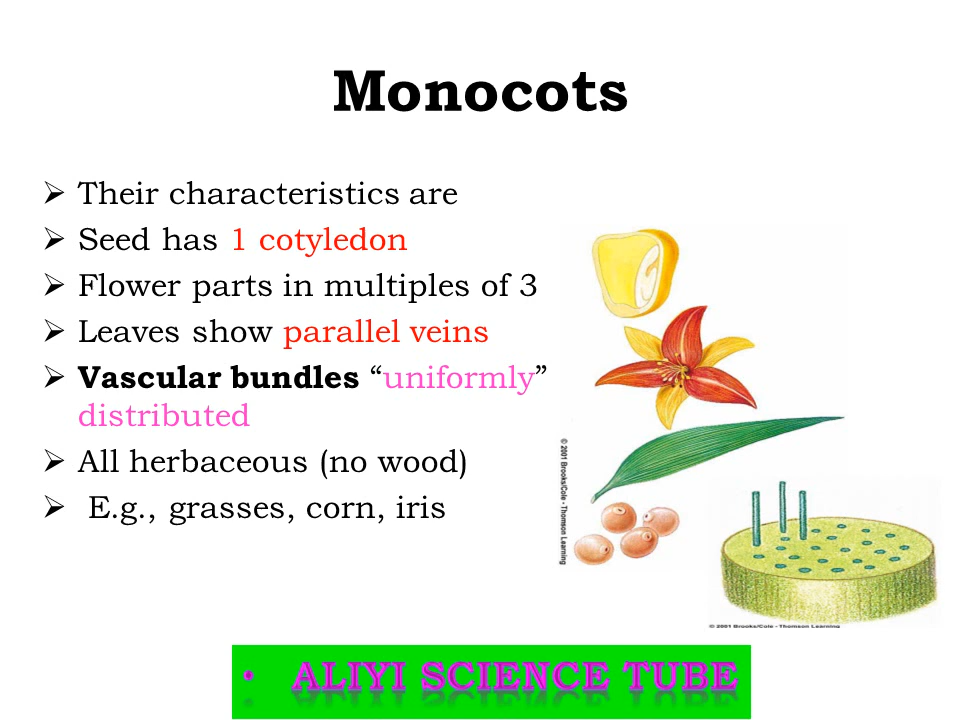 Monocots
➢ Their characteristics are
➢ Seed has 1 cotyledon
➢ Flower parts in multiples of 3
➢ Leaves show parallel veins
➢ Vascular bundles “uniformly”
distributed
➢ All herbaceous (no wood)
➢ E.g., grasses, corn, iris
© 2001 Brooks/Cole - Thomson Learning
© 2001 Brooks/Cole - Thomson Learning
• ALIYI SCIENCE TUBE